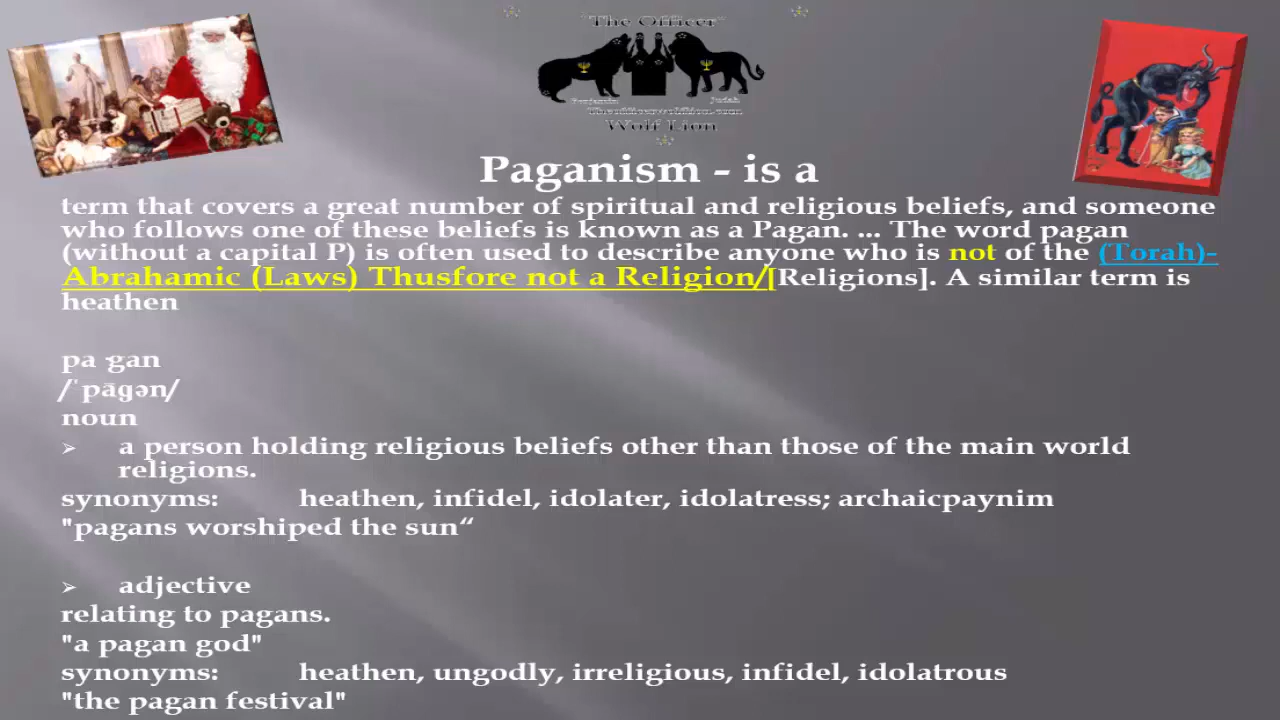 "The Officer"
Benjamin Judah
Theofficerwolflion.com
Wolf Lion
Paganism - is a
term that covers a great number of spiritual and religious beliefs, and someone
who follows one of these beliefs is known as a Pagan. ... The word pagan
(without a capital P) is often used to describe anyone who is not of the (Torah)-
Abrahamic (Laws) Thusfore not a Religion/[Religions]. A similar term is
heathen
pa·gan
/ˈpāɡən/
noun
➢ a person holding religious beliefs other than those of the main world
religions.
synonyms: heathen, infidel, idolater, idolatress; archaicpaynim
"pagans worshiped the sun“
➢ adjective
relating to pagans.
"a pagan god"
synonyms: heathen, ungodly, irreligious, infidel, idolatrous
"the pagan festival"